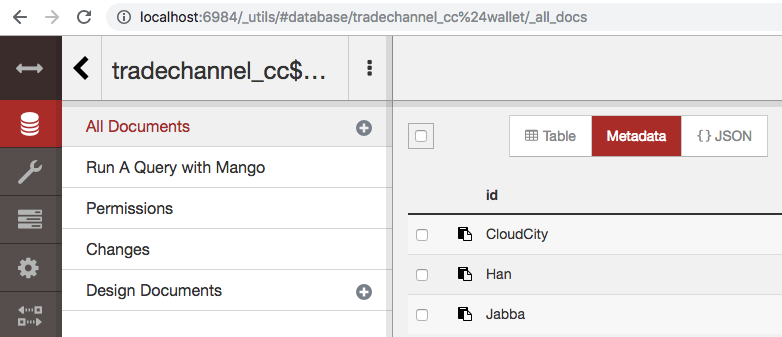 localhost:6984/_utils/#database/tradechannel_cc%24wallet/_all_docs
tradechannel_cc$...
All Documents
Run A Query with Mango
Permissions
Changes
Design Documents
Table Metadata {} JSON
id
CloudCity
Han
Jabba